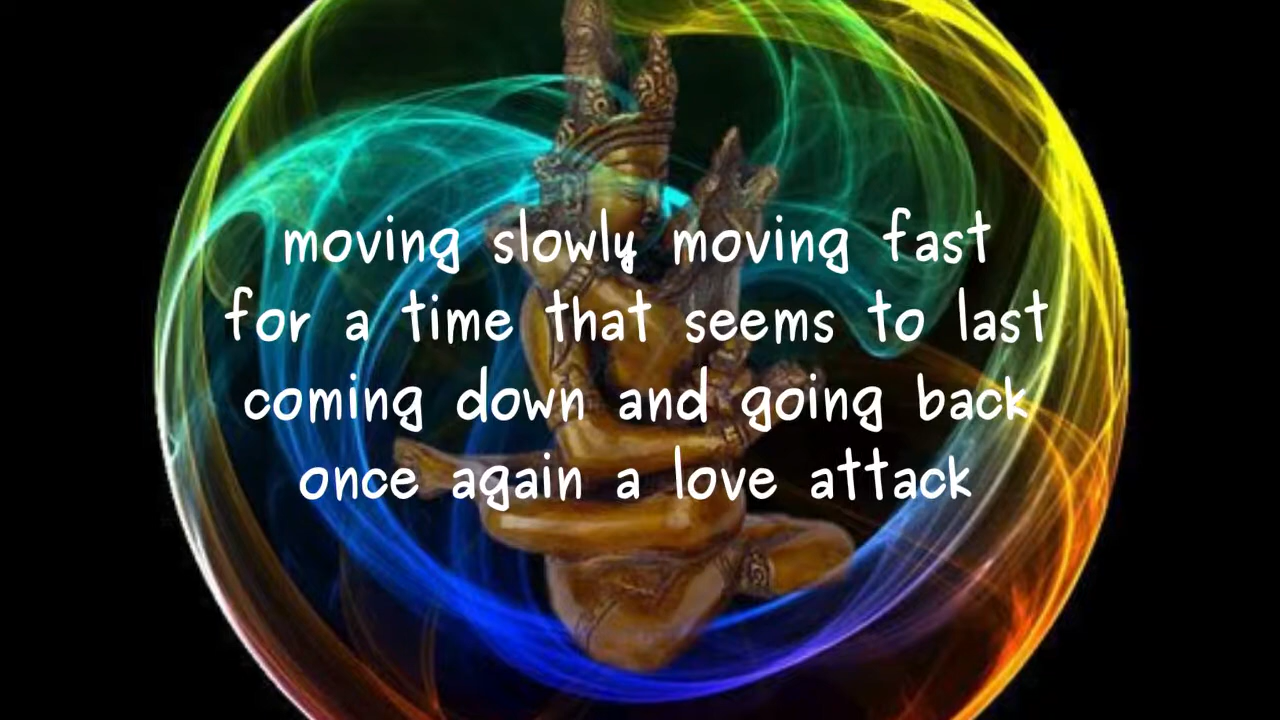 moving slowly moving fast
for a time that seems to last
coming down and going back
once again a love attack